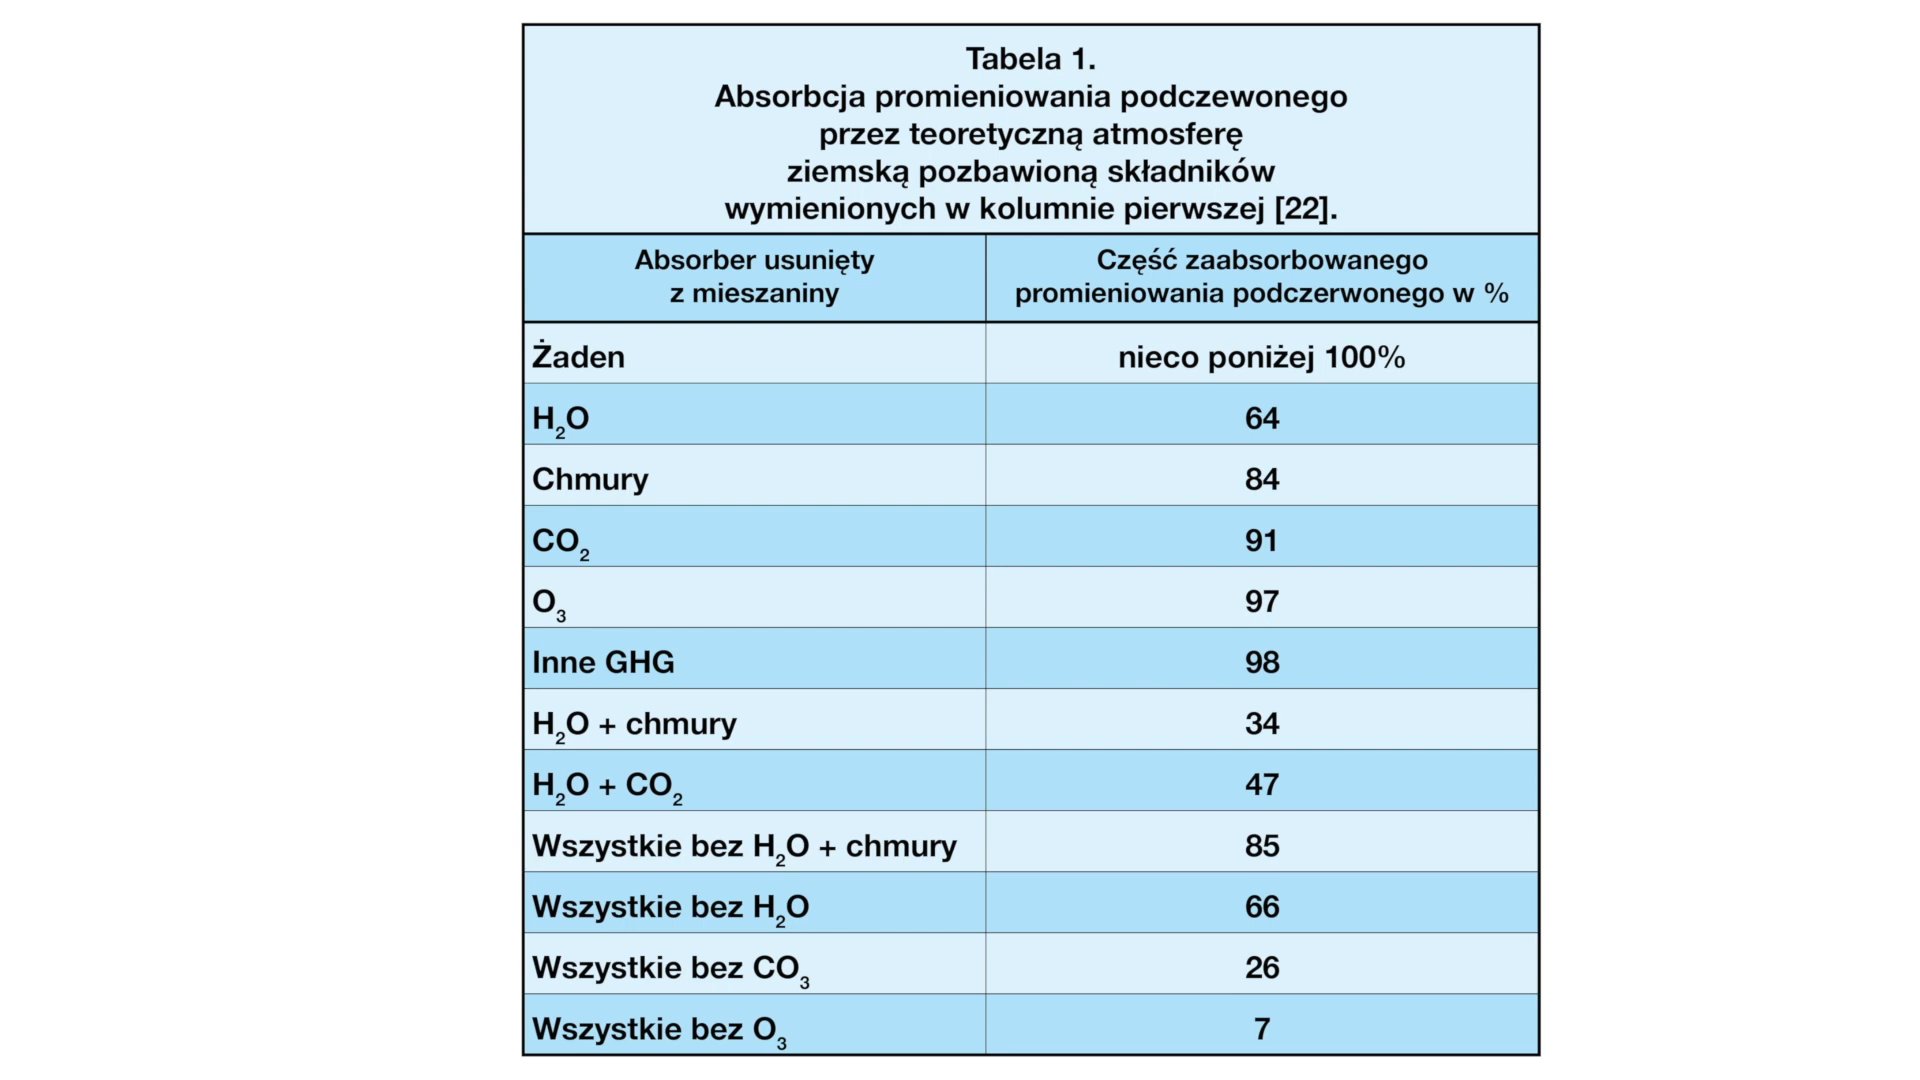 Tabela 1.
Absorbcja promieniowania podczewonego
przez teoretyczną atmosferę
ziemską pozbawioną składników
wymienionych w kolumnie pierwszej [22].
Absorber usunięty
z mieszaniny
Część zaabsorbowanego
promieniowania podczerwonego w %
Żaden
nieco poniżej 100%
H₂O
64
Chmury
84
CO₂
91
O₃
97
Inne GHG
98
H₂O + chmury
34
H₂O + CO₂
47
Wszystkie bez H₂O + chmury
85
Wszystkie bez H₂O
66
Wszystkie bez CO₃
26
Wszystkie bez O₃
7